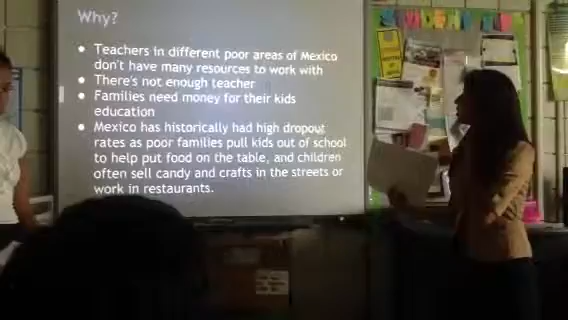 Why?
• Teachers in different poor areas of Mexico
don't have many resources to work with
• There's not enough teacher
• Families need money for their kids
education
• Mexico has historically had high dropout
rates as poor families pull kids out of school
to help put food on the table, and children
often sell candy and crafts in the streets or
work in restaurants.